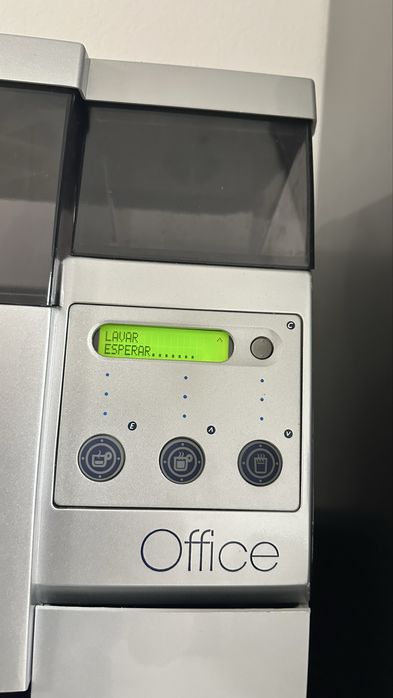 LAVAR ^
ESPERAR.......
C
E
Λ
V
Office